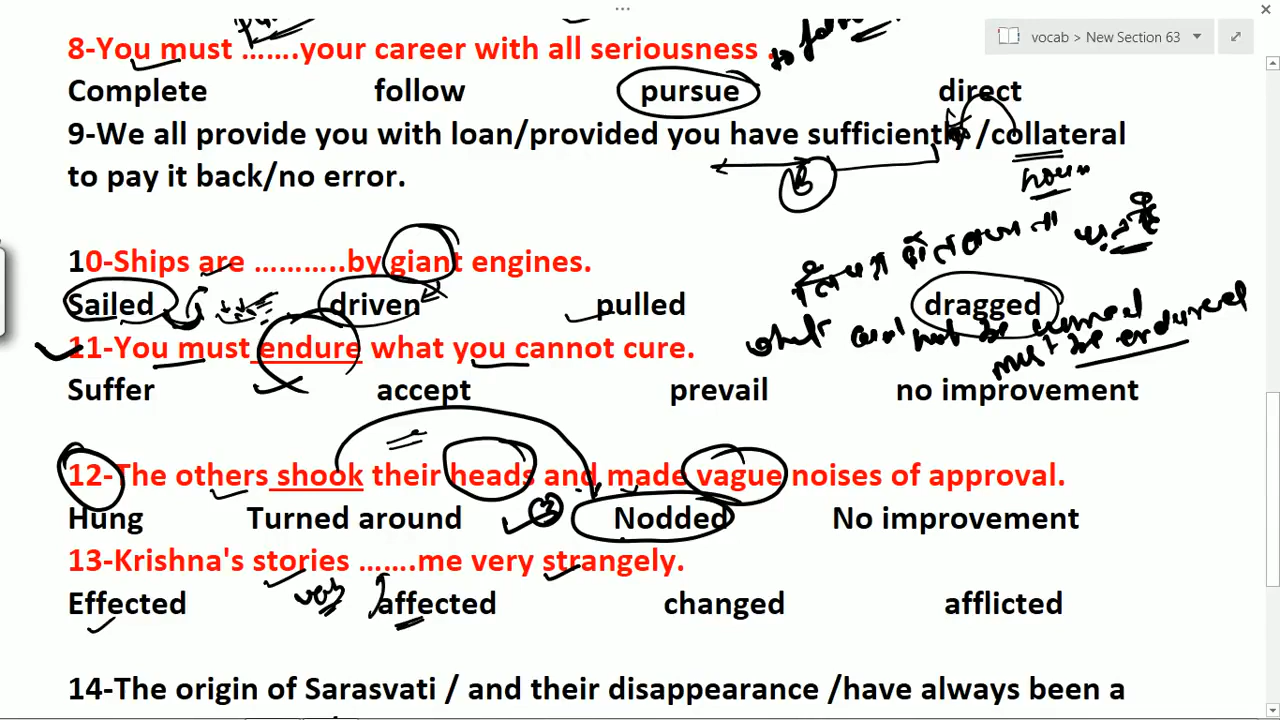 vocab > New Section 63
8-You must …….your career with all seriousness .
Complete follow pursue direct
9-We all provide you with loan/provided you have sufficiently /collateral
noun
to pay it back/no error.
B
10-Ships are ………..by giant engines.
Sailed driven pulled dragged
what can not be cured
must be endured
11-You must endure what you cannot cure.
Suffer accept prevail no improvement
12-The others shook their heads and made vague noises of approval.
Hung Turned around Nodded No improvement
13-Krishna's stories …….me very strangely.
Effected affected changed afflicted
14-The origin of Sarasvati / and their disappearance /have always been a